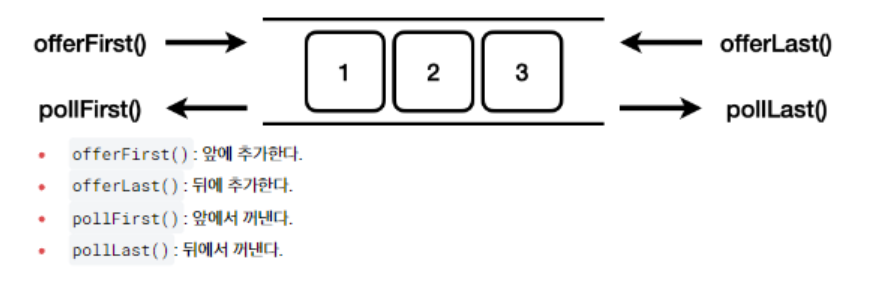 offerFirst() 1 2 3 offerLast()
pollFirst() pollLast()
• offerFirst() : 앞에 추가한다.
• offerLast() : 뒤에 추가한다.
• pollFirst() : 앞에서 꺼낸다.
• pollLast() : 뒤에서 꺼낸다.